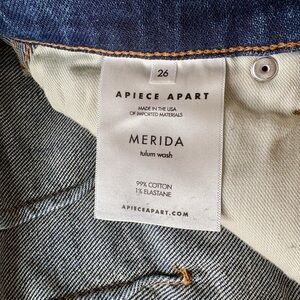 26
APIECE APART
MADE IN THE USA
OF IMPORTED MATERIALS
MERIDA
tulum wash
99% COTTON
1% ELASTANE
APIECEAPART.COM